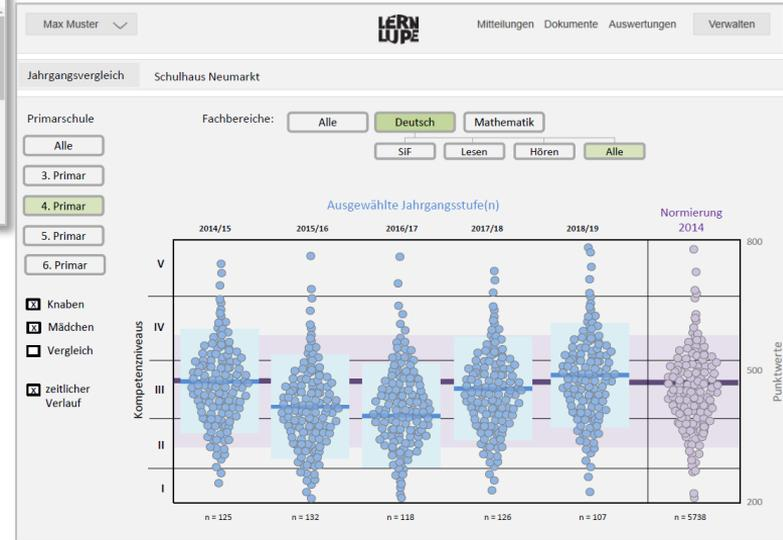 Max Muster
LERN
LUPE
Mitteilungen Dokumente Auswertungen Verwalten
Jahrgangsvergleich Schulhaus Neumarkt
Primarschule
Alle
3. Primar
4. Primar
5. Primar
6. Primar
x Knaben
x Mädchen
Vergleich
x zeitlicher
Verlauf
Fachbereiche: Alle Deutsch Mathematik
SiF Lesen Hören Alle
Ausgewählte Jahrgangsstufe(n)
Normierung
2014
2014/15 2015/16 2016/17 2017/18 2018/19
Kompetenzniveaus
V
IV
III
II
I
800
500
200
Punktwerte
n = 125 n = 132 n = 118 n = 126 n = 107 n = 5738